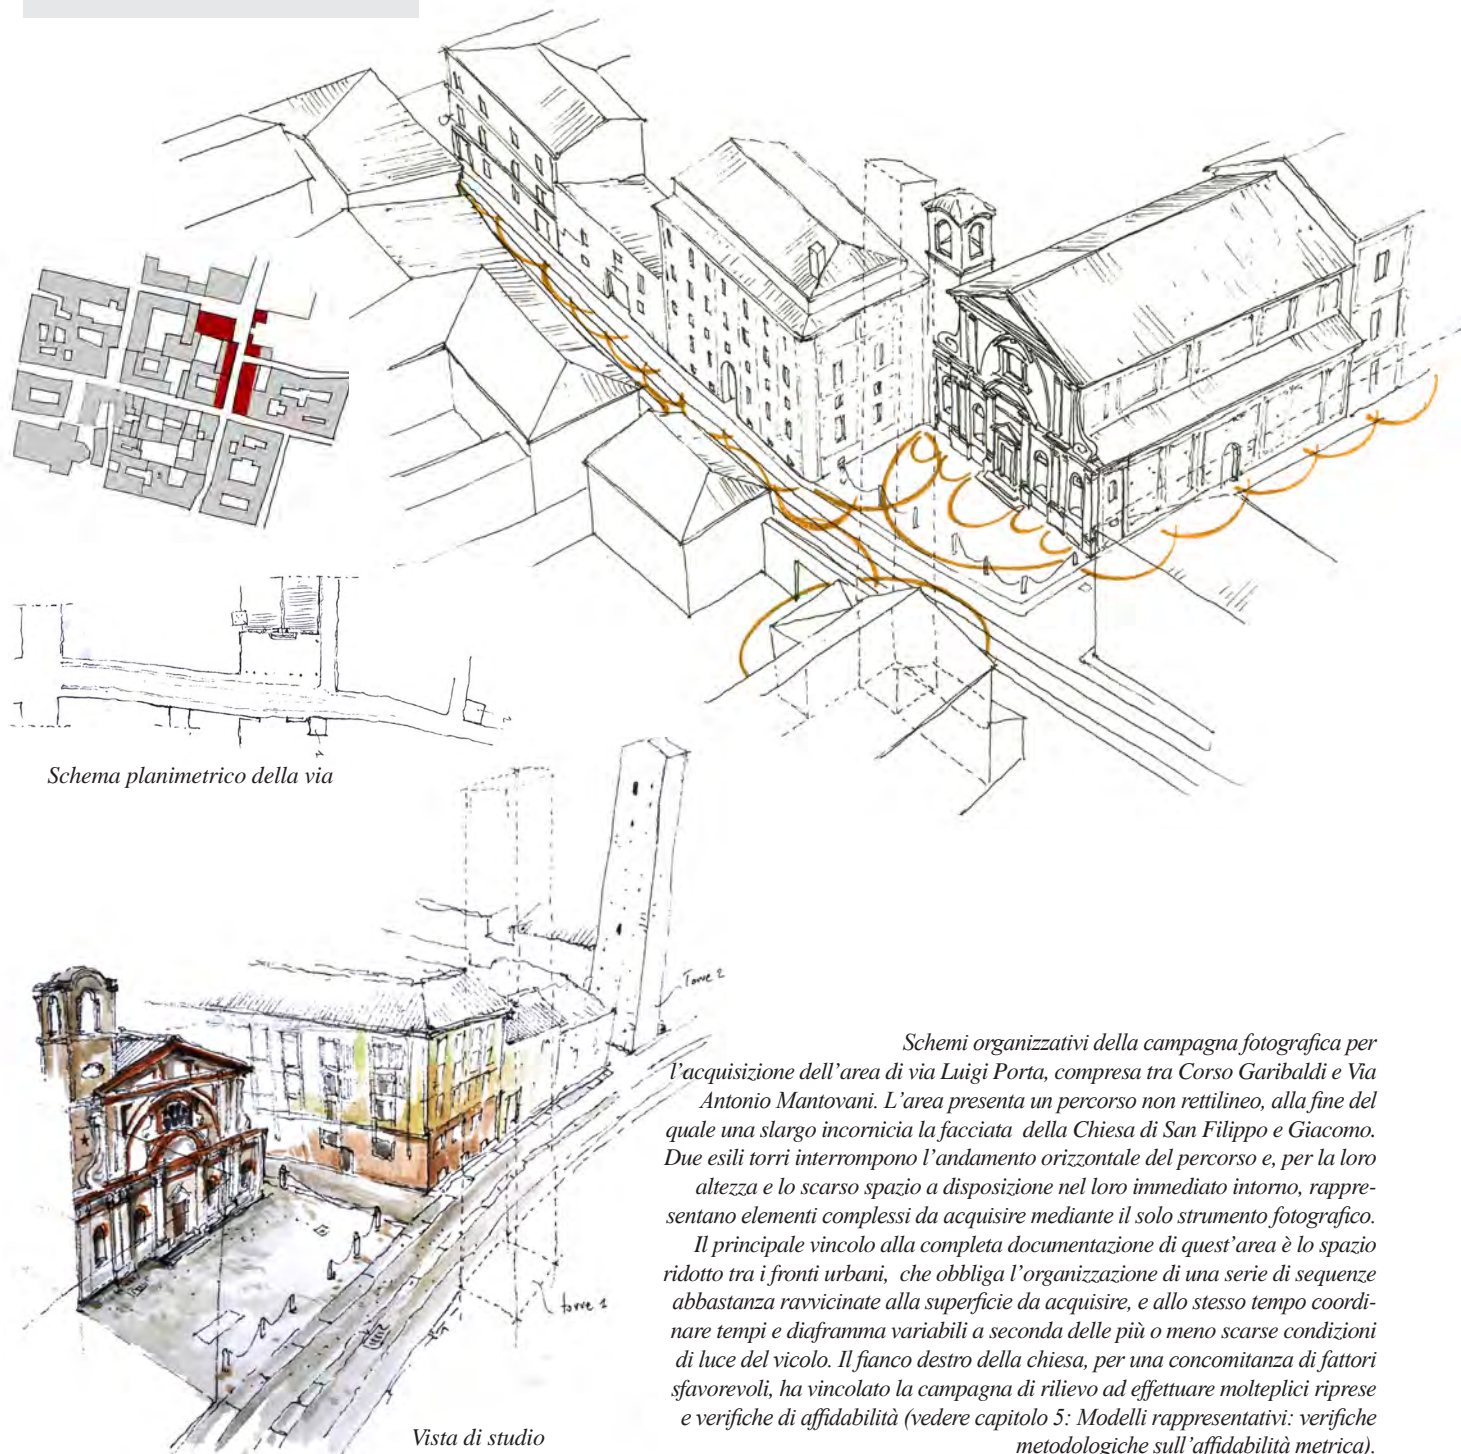 Schema planimetrico della via
Torre 2
torre 1
Schemi organizzativi della campagna fotografica per
l'acquisizione dell'area di via Luigi Porta, compresa tra Corso Garibaldi e Via
Antonio Mantovani. L'area presenta un percorso non rettilineo, alla fine del
quale una slargo incornicia la facciata della Chiesa di San Filippo e Giacomo.
Due esili torri interrompono l'andamento orizzontale del percorso e, per la loro
altezza e lo scarso spazio a disposizione nel loro immediato intorno, rappre-
sentano elementi complessi da acquisire mediante il solo strumento fotografico.
Il principale vincolo alla completa documentazione di quest'area è lo spazio
ridotto tra i fronti urbani, che obbliga l'organizzazione di una serie di sequenze
abbastanza ravvicinate alla superficie da acquisire, e allo stesso tempo coordi-
nare tempi e diaframma variabili a seconda delle più o meno scarse condizioni
di luce del vicolo. Il fianco destro della chiesa, per una concomitanza di fattori
sfavorevoli, ha vincolato la campagna di rilievo ad effettuare molteplici riprese
e verifiche di affidabilità (vedere capitolo 5: Modelli rappresentativi: verifiche
metodologiche sull'affidabilità metrica).
Vista di studio